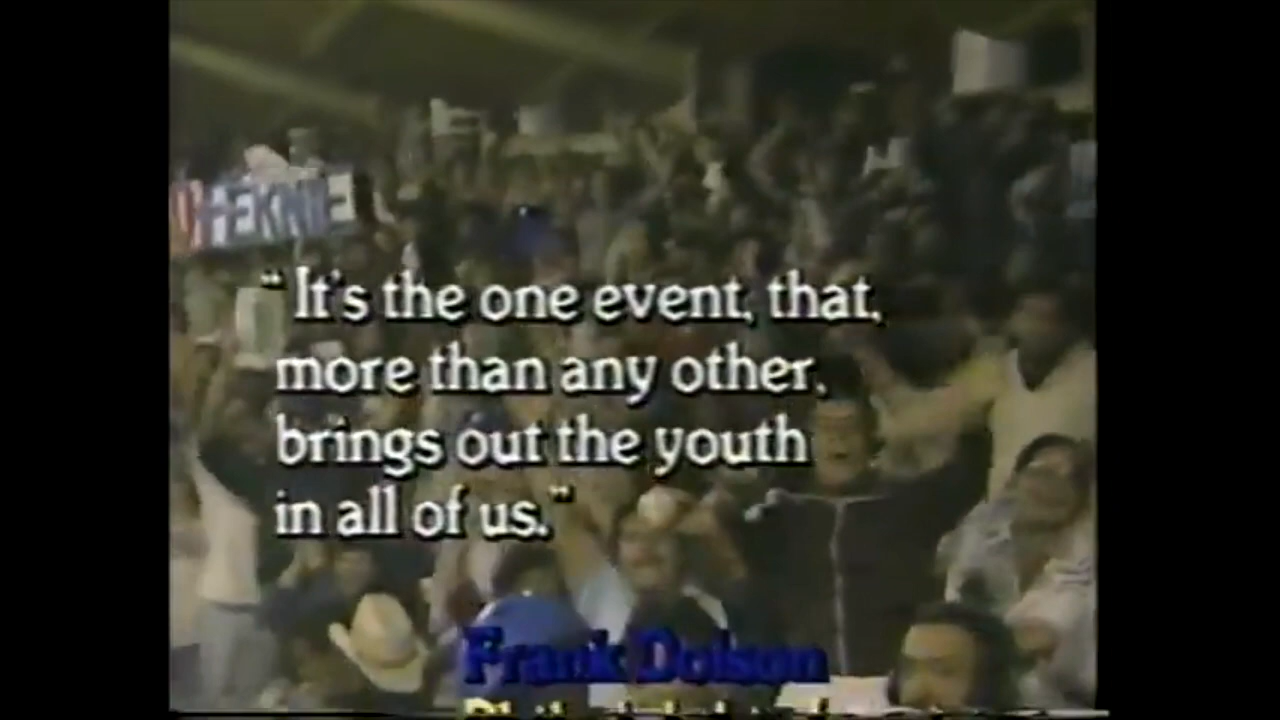 " It's the one event, that,
more than any other,
brings out the youth
in all of us."
Frank Dolson